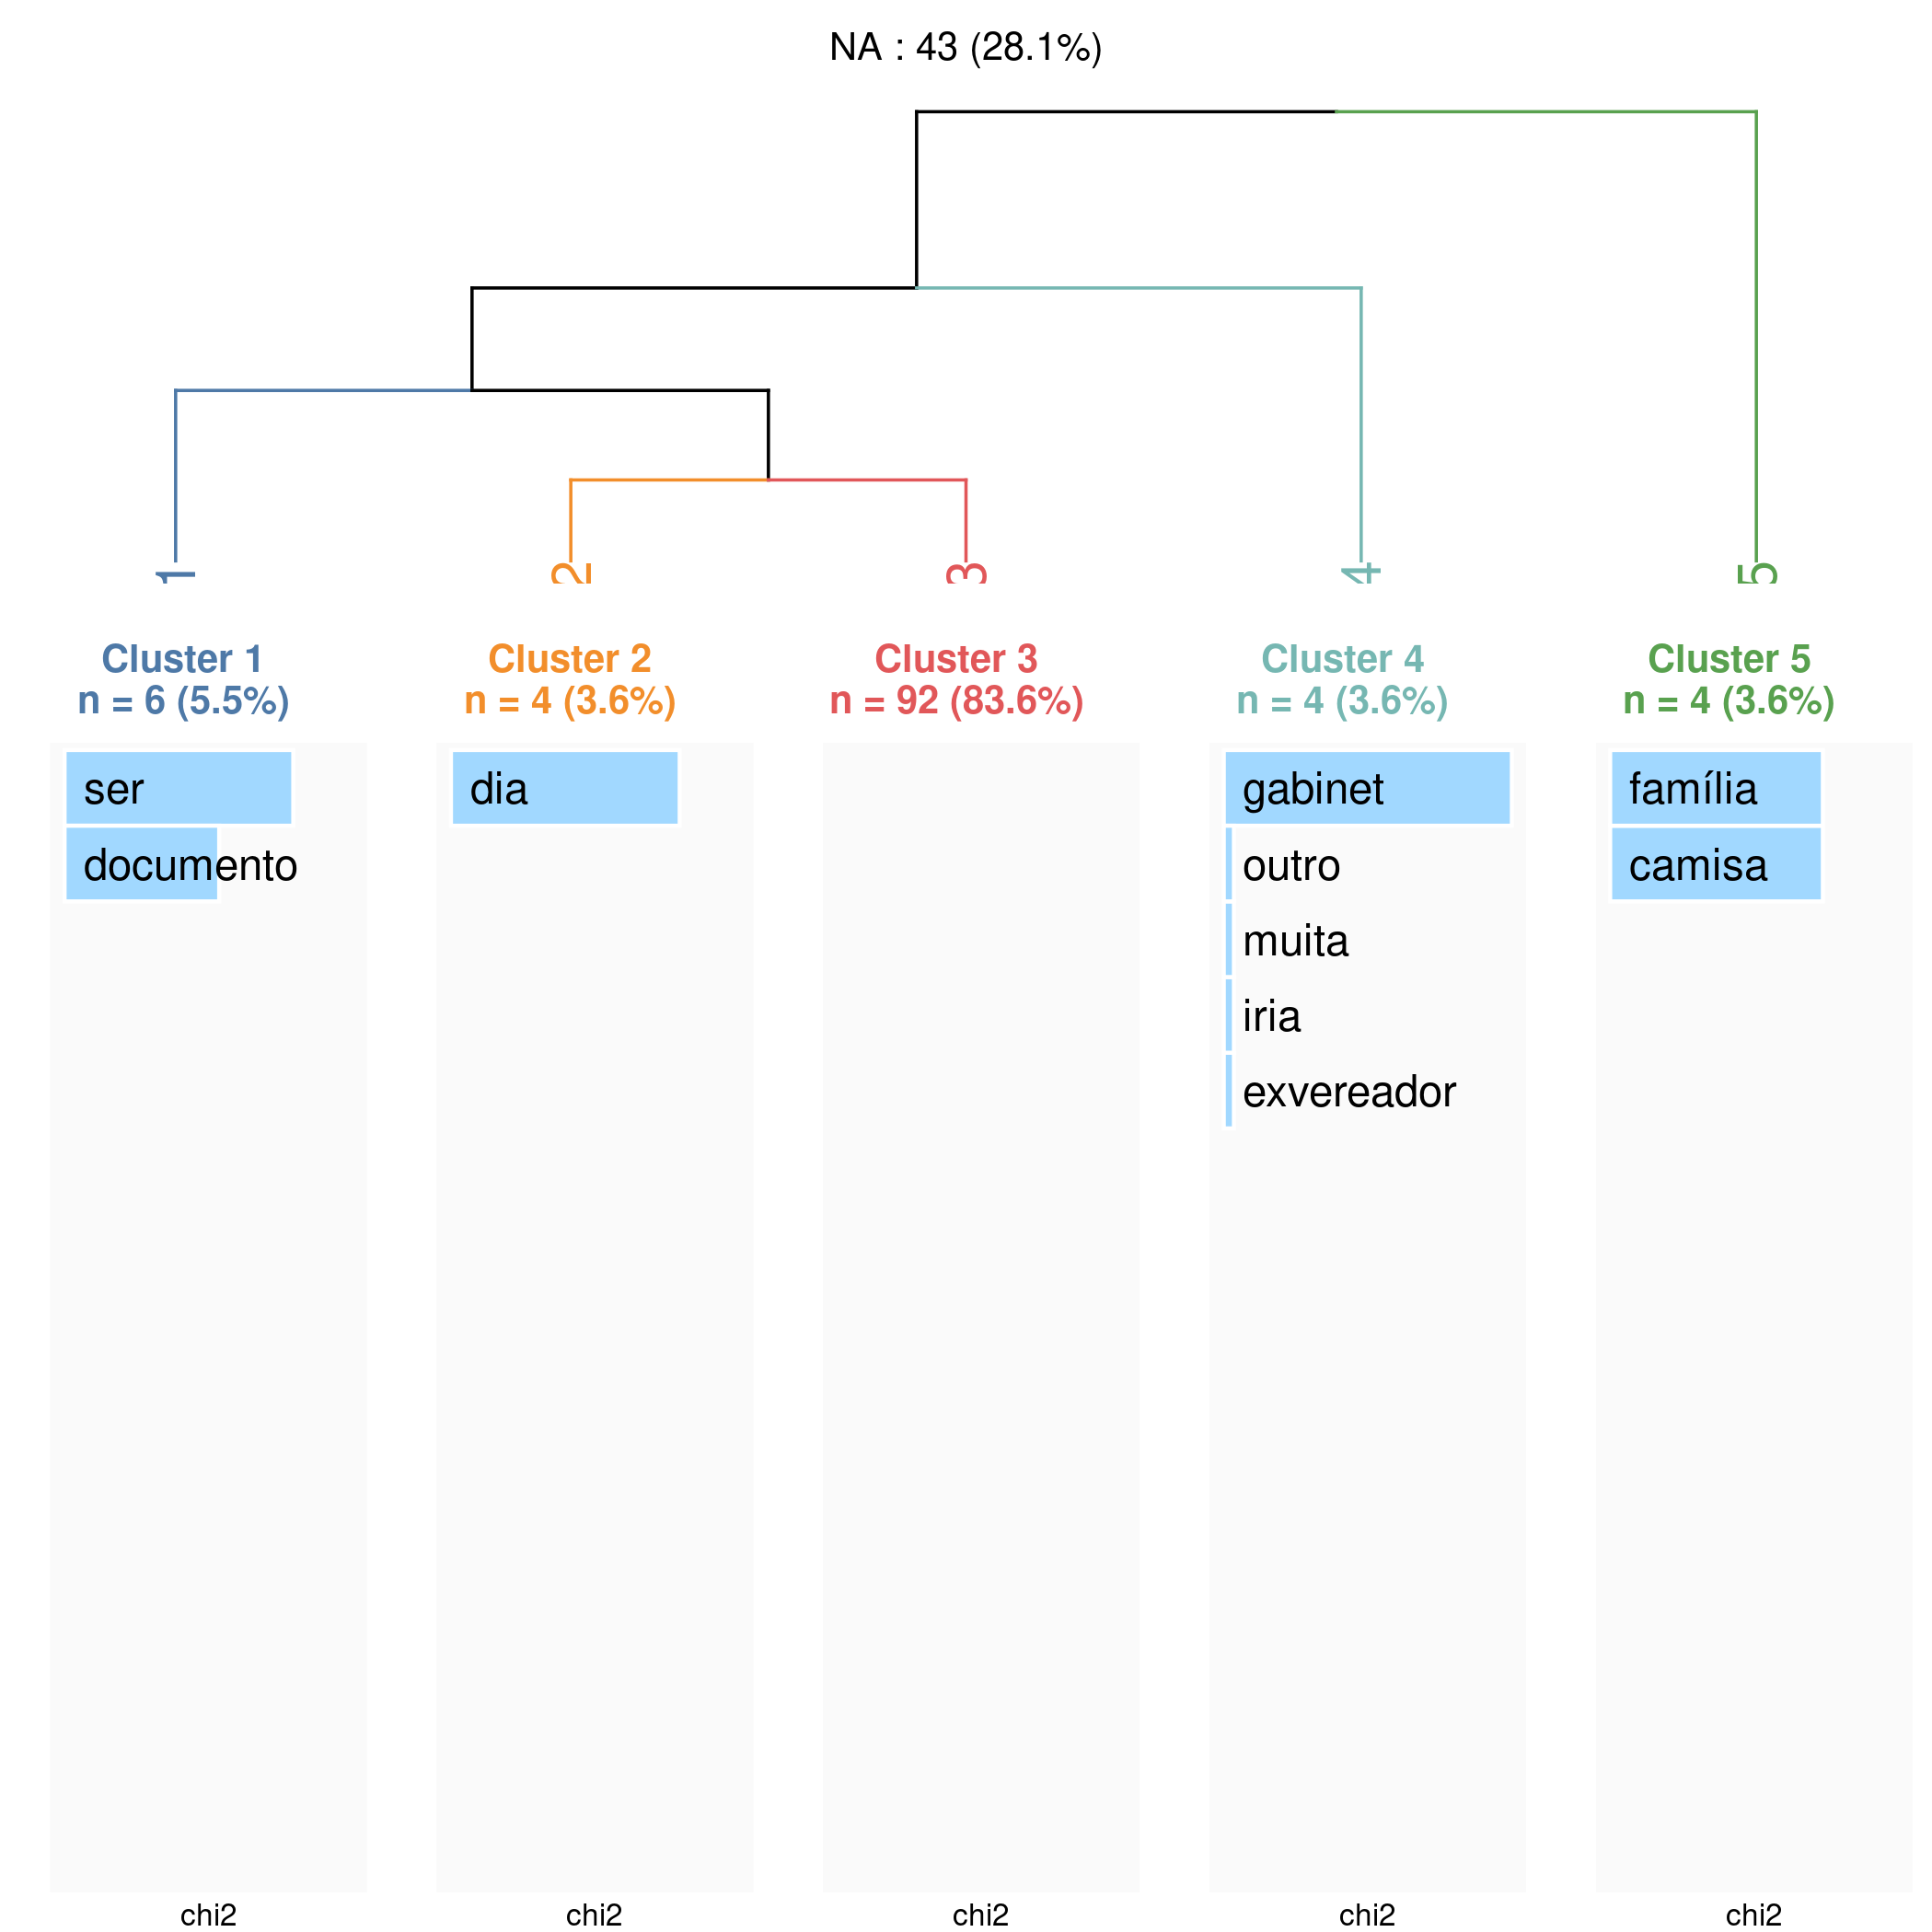 NA : 43 (28.1%)
1
2
3
4
5
Cluster 1
n = 6 (5.5%)
Cluster 2
n = 4 (3.6%)
Cluster 3
n = 92 (83.6%)
Cluster 4
n = 4 (3.6%)
Cluster 5
n = 4 (3.6%)
ser
documento
dia
gabinet
outro
muita
iria
exvereador
família
camisa
chi2
chi2
chi2
chi2
chi2